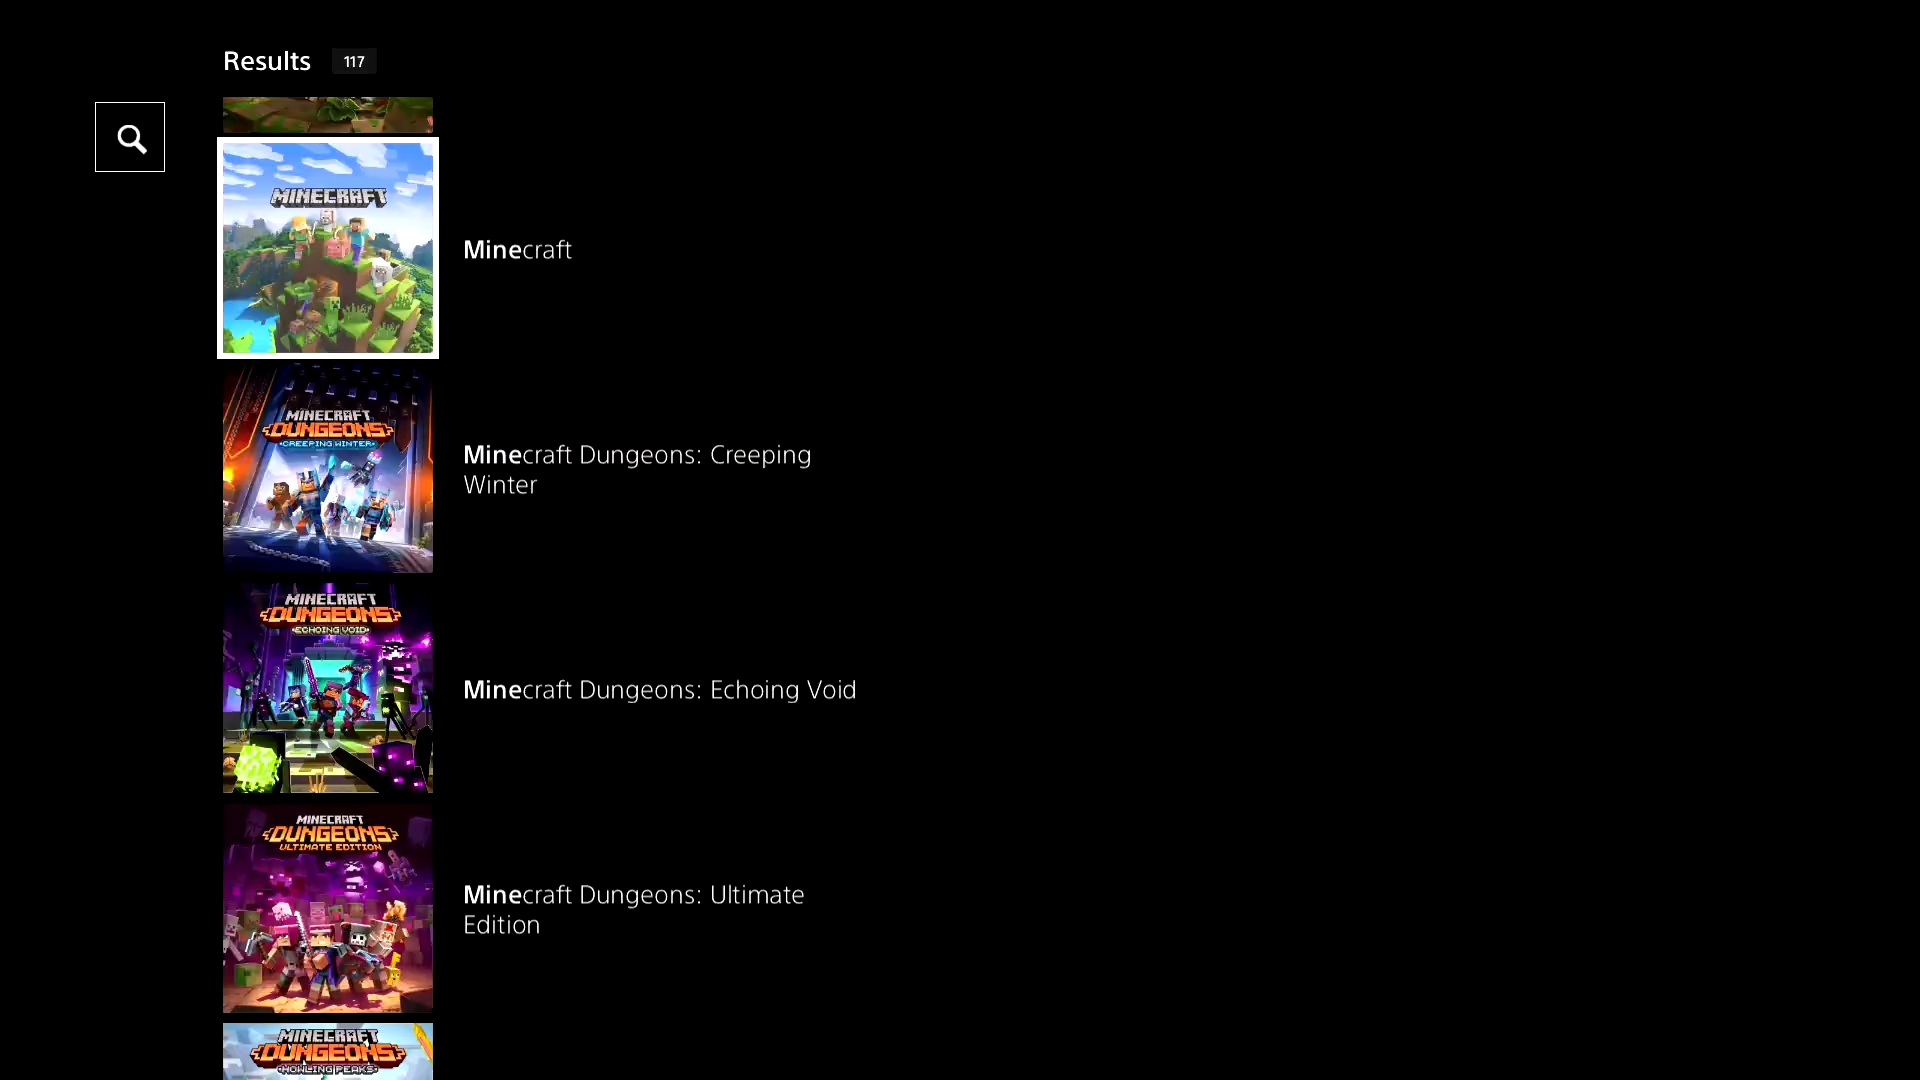 Results 117
MINECRAFT
Minecraft
MINECRAFT
DUNGEONS
CREEPING WINTER
Minecraft Dungeons: Creeping
Winter
MINECRAFT
DUNGEONS
ECHOING VOID
Minecraft Dungeons: Echoing Void
MINECRAFT
DUNGEONS
ULTIMATE EDITION
Minecraft Dungeons: Ultimate
Edition
MINECRAFT
DUNGEONS
HOWLING PEAKS